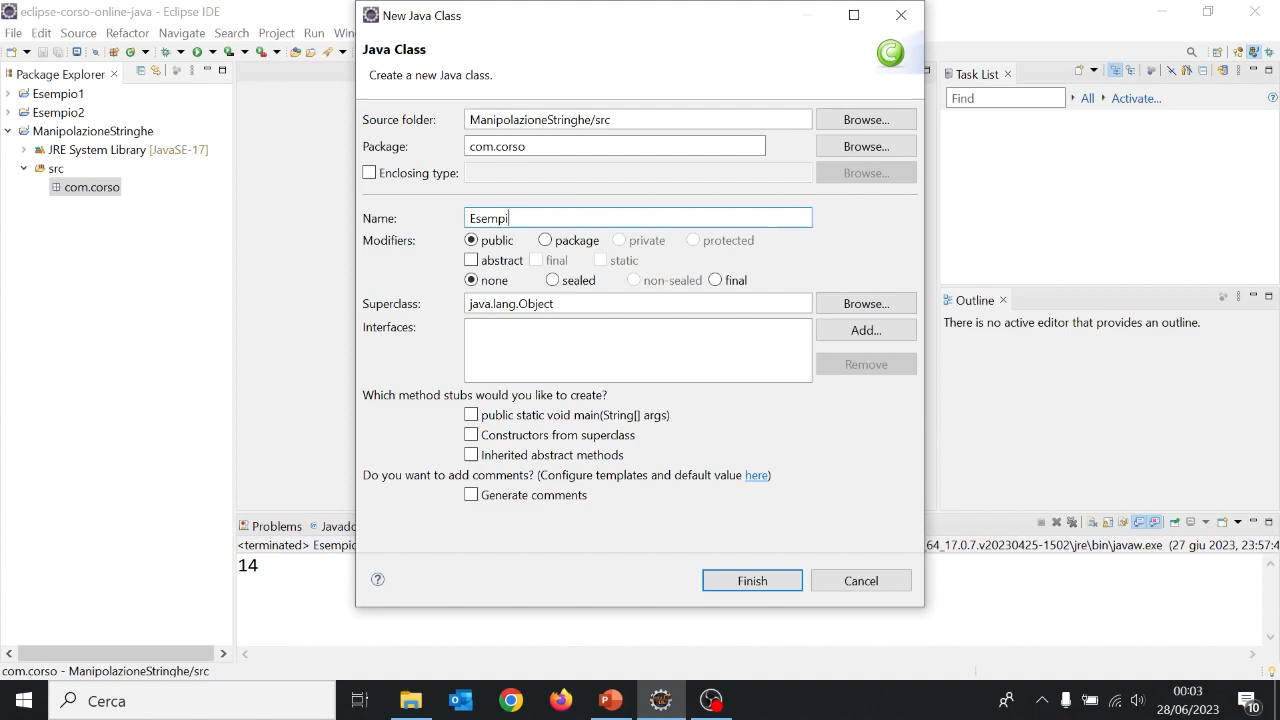 eclipse-corso-online-java - Eclipse IDE
New Java Class
File Edit Source Refactor Navigate Search Project Run
Java Class
Create a new Java class.
Package Explorer
Esempio1
Esempio2
ManipolazioneStringhe
JRE System Library [JavaSE-17]
src
com.corso
Source folder: ManipolazioneStringhe/src Browse...
Package: com.corso Browse...
Enclosing type: Browse...
Name: Esempi
Modifiers: public package private protected
abstract final static
none sealed non-sealed final
Superclass: java.lang.Object Browse...
Interfaces: Add...
Remove
Which method stubs would you like to create?
public static void main(String[] args)
Constructors from superclass
Inherited abstract methods
Do you want to add comments? (Configure templates and default value here)
Generate comments
? Finish Cancel
Task List
Find All Activate...
Outline
There is no active editor that provides an outline.
Problems
<terminated>
_64_17.0.7.v20230425-1502\jre\bin\javaw.exe (27 giu 2023, 23:57:4
14
com.corso - ManipolazioneStringhe/src
Cerca
00:03
28/06/2023
10